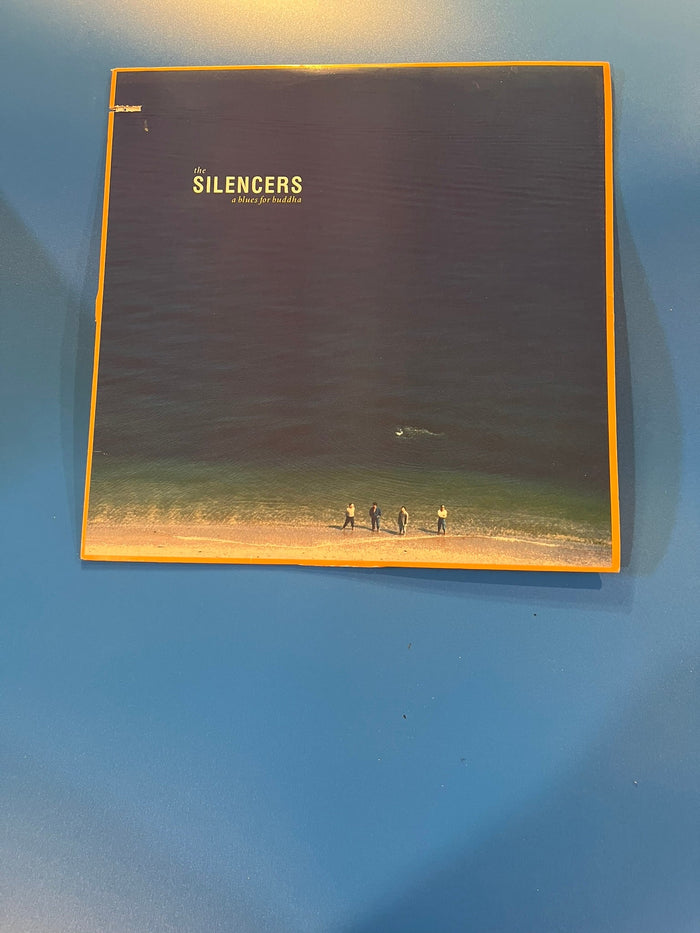 the
SILENCERS
a blues for buddha